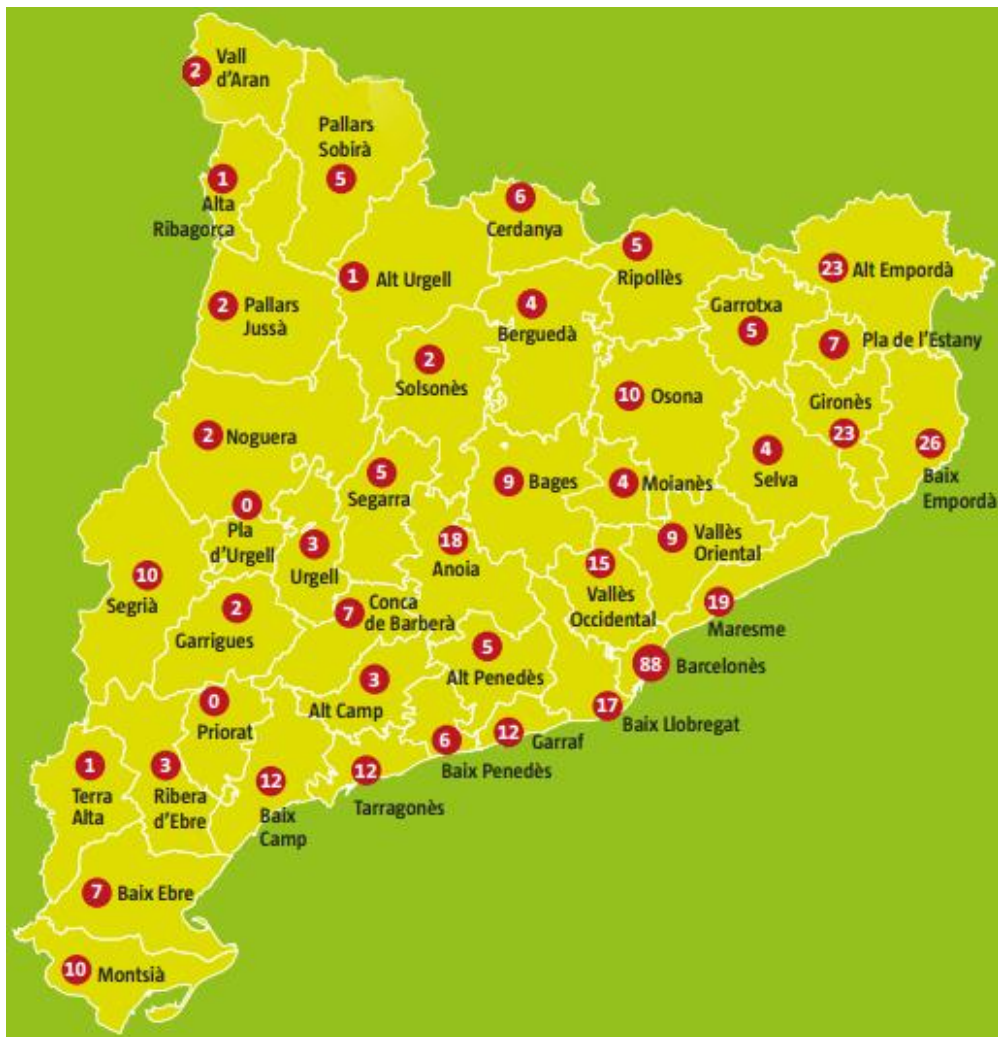 Vall
d'Aran
2
Pallars
Sobirà
5
1
Alta
Ribagorca
6
Cerdanya
5
Ripollès
23 Alt Empordà
1 Alt Urgell
2 Pallars
Jussà
4
Berguedà
Garrotxa
5
7 Pla de l'Estany
2
Solsonès
10 Osona
Gironès
23
2 Noguera
5
Segarra
9 Bages
4 Moianès
4
Selva
26
Baix
Empordà
0
Pla
d'Urgell
3
Urgell
18
Anoia
9 Vallès
Oriental
15
Vallès
Occidental
10
Segrià
2
Garrigues
7 Conca
de Barberà
19
Maresme
5
Alt Penedès
88 Barcelonès
3
Alt Camp
0
Priorat
17
Baix Llobregat
6
Baix Penedès
12 Garraf
1
Terra
Alta
3
Ribera
d'Ebre
12
Baix
Camp
12
Tarragonès
7 Baix Ebre
10 Montsià